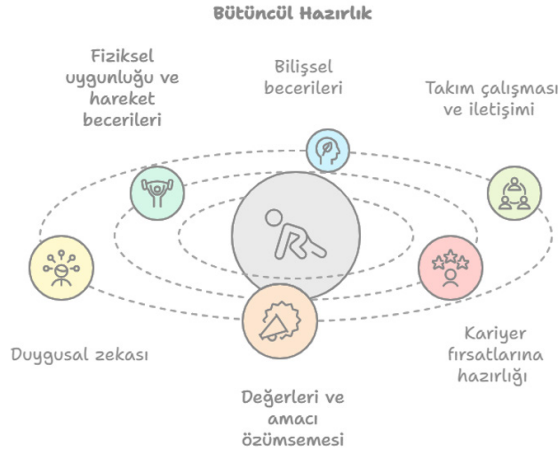 Bütüncül Hazırlık
Fiziksel
uygunluğu ve
hareket
becerileri
Bilişsel
becerileri
Takım çalışması
ve iletişimi
Duygusal zekası
Değerleri ve
amacı
özümsemesi
Kariyer
fırsatlarına
hazırlığı